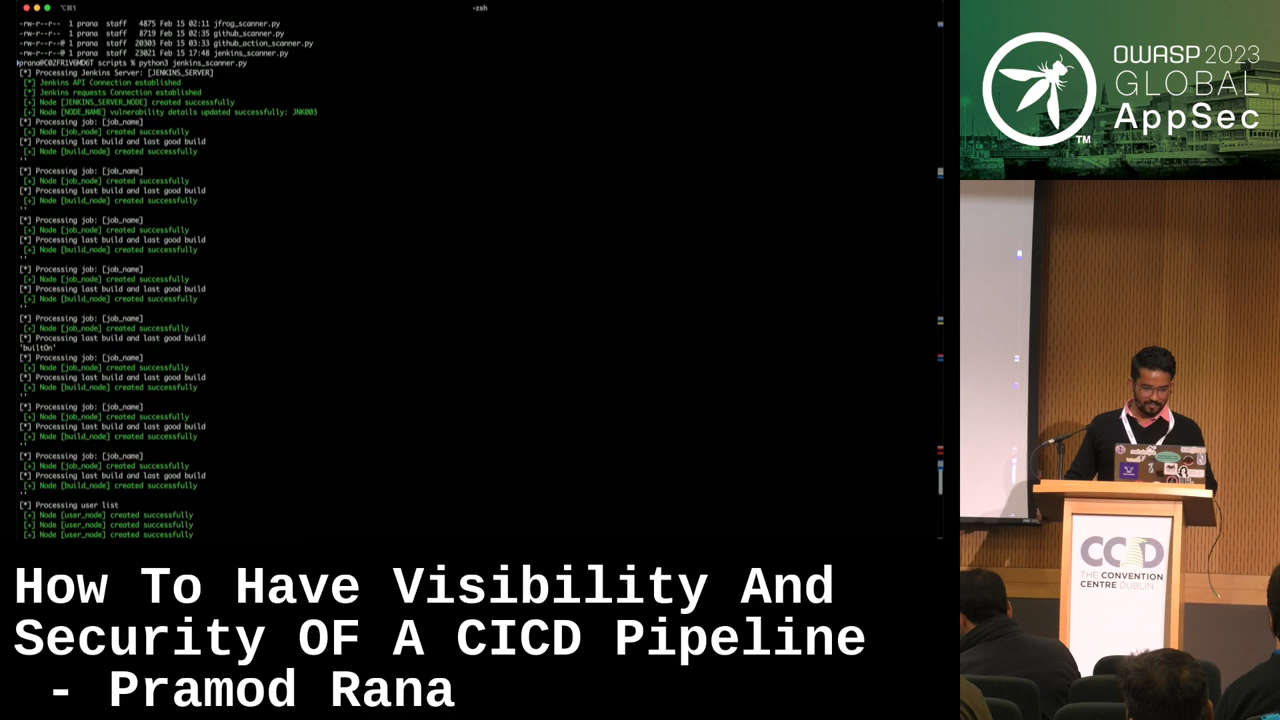 ⌥⌘1
-zsh
-rw-r--r-- 1 prana staff 4875 Feb 15 02:11 jfrog_scanner.py
-rw-r--r-- 1 prana staff 8719 Feb 15 02:35 github_scanner.py
-rw-r--r--@ 1 prana staff 20303 Feb 15 03:33 github_action_scanner.py
-rw-r--r--@ 1 prana staff 23021 Feb 15 17:48 jenkins_scanner.py
prana@C02FR1V6MD6T scripts % python3 jenkins_scanner.py
[*] Processing Jenkins Server: [JENKINS_SERVER]
[*] Jenkins API Connection established
[*] Jenkins requests Connection established
[+] Node [JENKINS_SERVER_NODE] created successfully
[+] Node [NODE_NAME] vulnerability details updated successfully: JNK003
[*] Processing job: [job_name]
[+] Node [job_node] created successfully
[*] Processing last build and last good build
[+] Node [build_node] created successfully
''
[*] Processing job: [job_name]
[+] Node [job_node] created successfully
[*] Processing last build and last good build
[+] Node [build_node] created successfully
''
[*] Processing job: [job_name]
[+] Node [job_node] created successfully
[*] Processing last build and last good build
[+] Node [build_node] created successfully
''
[*] Processing job: [job_name]
[+] Node [job_node] created successfully
[*] Processing last build and last good build
[+] Node [build_node] created successfully
''
[*] Processing job: [job_name]
[+] Node [job_node] created successfully
[*] Processing last build and last good build
'builtOn'
[*] Processing job: [job_name]
[+] Node [job_node] created successfully
[*] Processing last build and last good build
[+] Node [build_node] created successfully
''
[*] Processing job: [job_name]
[+] Node [job_node] created successfully
[*] Processing last build and last good build
[+] Node [build_node] created successfully
''
[*] Processing job: [job_name]
[+] Node [job_node] created successfully
[*] Processing last build and last good build
[+] Node [build_node] created successfully
''
[*] Processing user list
[+] Node [user_node] created successfully
[+] Node [user_node] created successfully
[+] Node [user_node] created successfully
OWASP 2023
GLOBAL
AppSec
TM
CCD
THE CONVENTION
CENTRE DUBLIN
How To Have Visibility And
Security OF A CICD Pipeline
- Pramod Rana